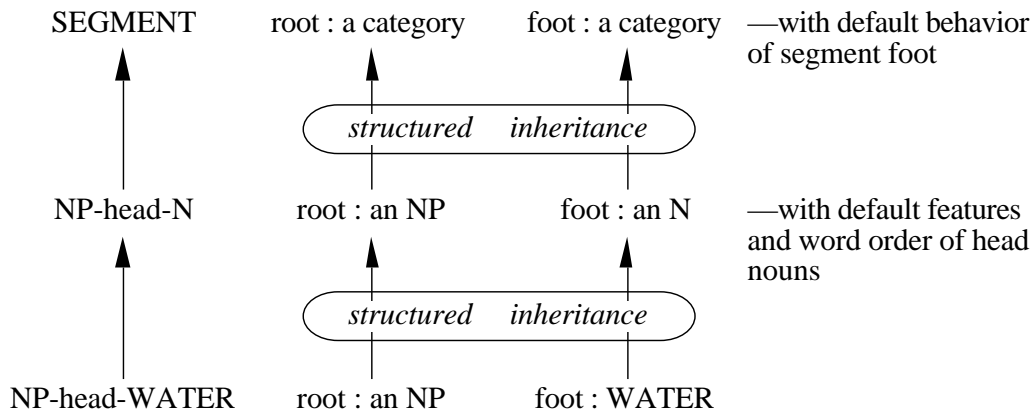 SEGMENT root : a category foot : a category —with default behavior
of segment foot
structured inheritance
NP-head-N root : an NP foot : an N —with default features
and word order of head
nouns
structured inheritance
NP-head-WATER root : an NP foot : WATER